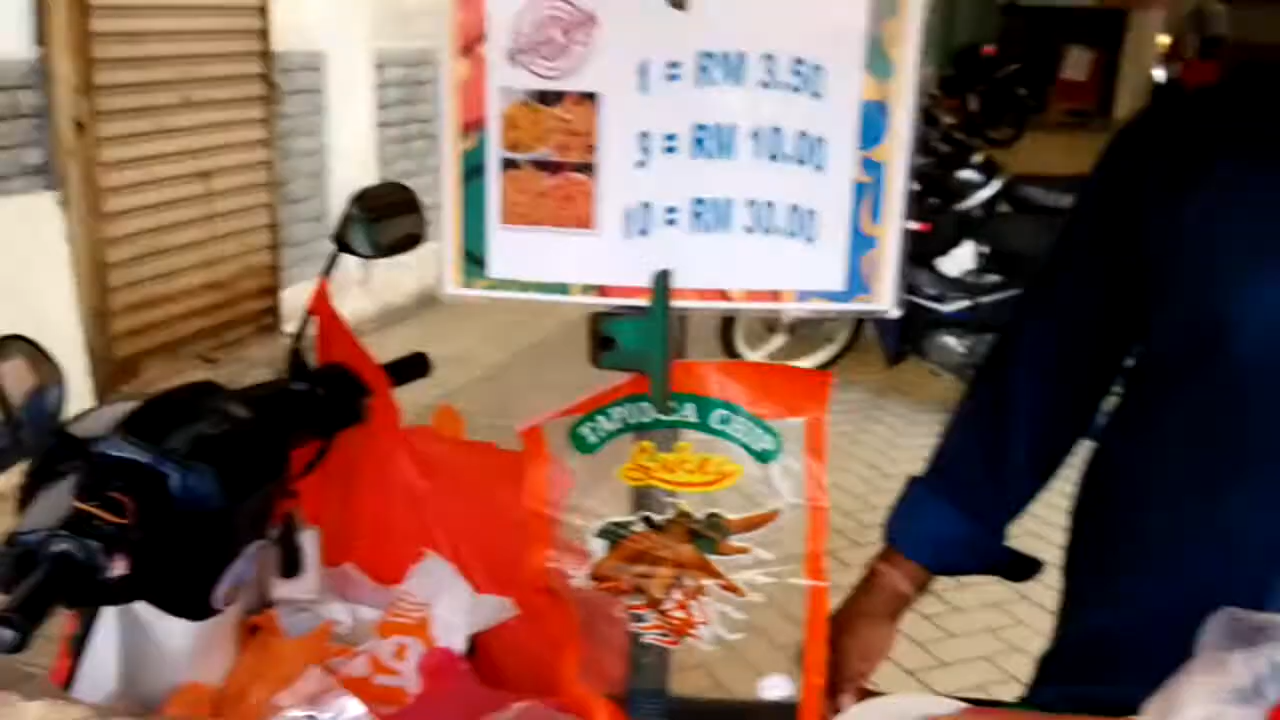 1 = RM 3.50
3 = RM 10.00
10 = RM 30.00
TAPIOCA CHIP